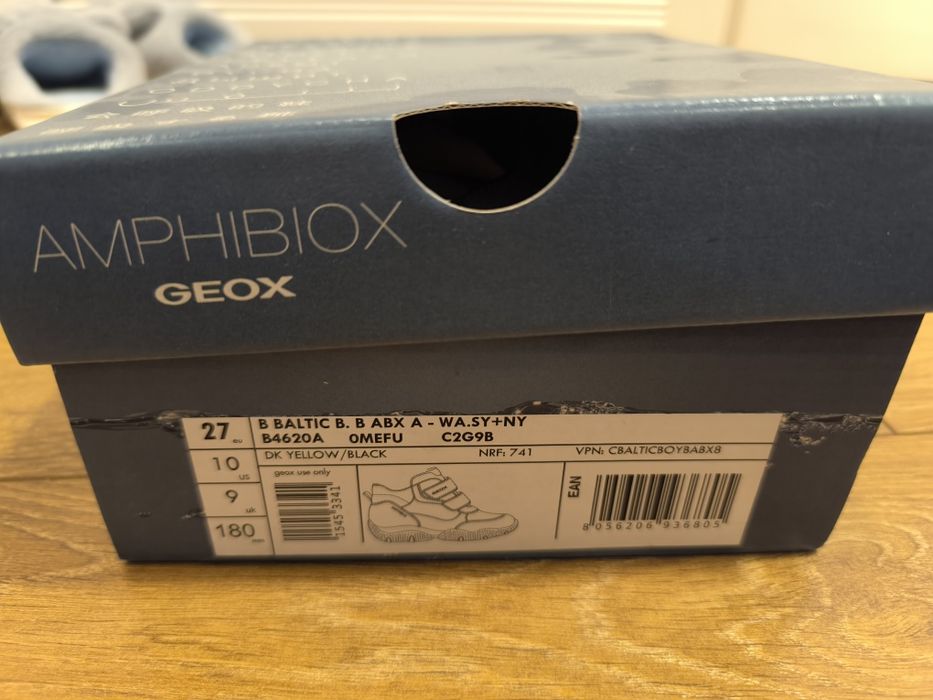 AMPHIBIOX
GEOX
27 eu
B BALTIC B. B ABX A - WA.SY+NY
B4620A 0MEFU C2G9B
DK YELLOW/BLACK NRF: 741 VPN: CBALTICBOYBABX8
10 us
geox use only
9 uk
1545 3341
EAN
8 056206 936805
180 mm